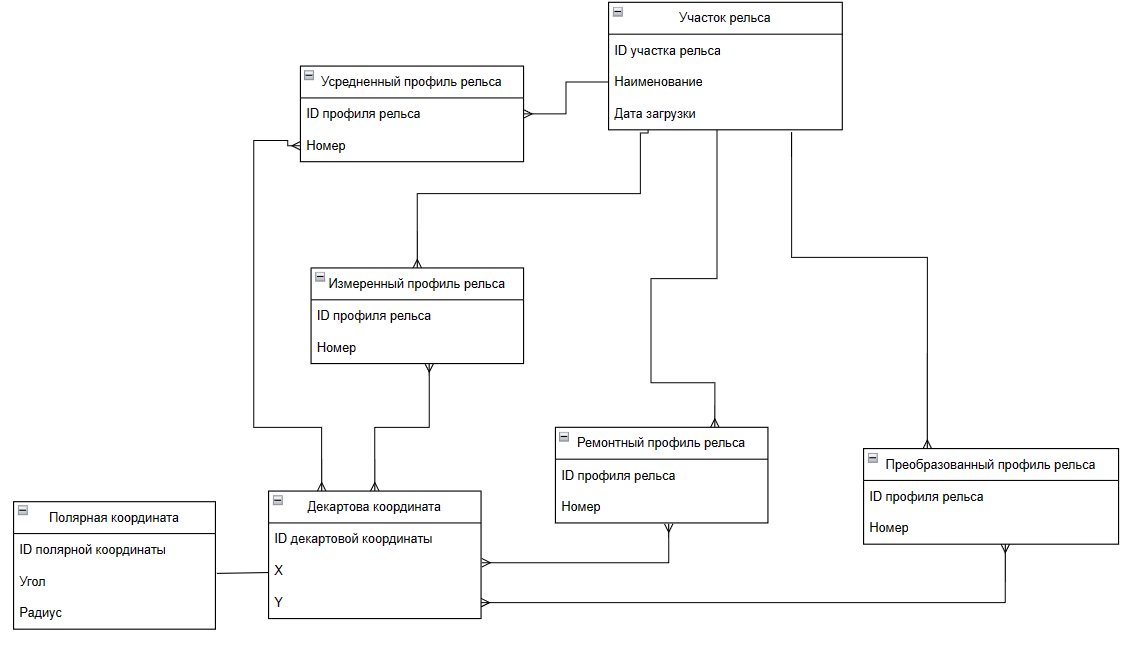 Участок рельса
ID участка рельса
Наименование
Дата загрузки
Усредненный профиль рельса
ID профиля рельса
Номер
Измеренный профиль рельса
ID профиля рельса
Номер
Ремонтный профиль рельса
ID профиля рельса
Номер
Преобразованный профиль рельса
ID профиля рельса
Номер
Декартова координата
ID декартовой координаты
X
Y
Полярная координата
ID полярной координаты
Угол
Радиус